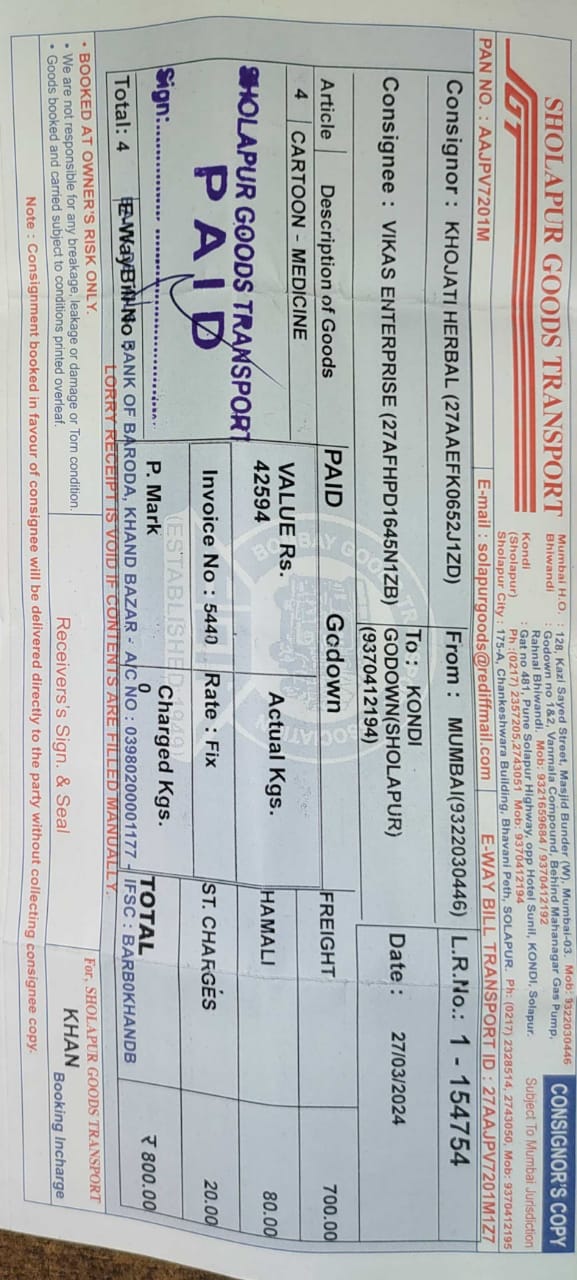 SHOLAPUR GOODS TRANSPORT
SGT
Mumbai H.O. : 128, Kazi Sayed Street, Masjid Bunder (W), Mumbai-03. Mob: 9322030446
Bhiwandi : Godown no 1&2, Vanmala Compound, Behind Mahanagar Gas Pump,
Rahnal Bhiwandi. Mob: 9321659684 / 9370412192
Kondi : Gat no 481, Pune Solapur Highway, opp Hotel Sunil, KONDI, Solapur.
(Sholapur) Ph :(0217) 2357205,2743051 Mob: 9370412194
Sholapur City : 175-A, Chankeshwara Building, Bhavani Peth, SOLAPUR. Ph: (0217) 2328514, 2743050, Mob: 9370412195
CONSIGNOR'S COPY
Subject To Mumbai Jurisdiction
PAN NO. : AAJPV7201M E-mail : solapurgoods@rediffmail.com E-WAY BILL TRANSPORT ID : 27AAJPV7201M1Z7
Consignor : KHOJATI HERBAL (27AAEFK0652J1ZD) From : MUMBAI(9322030446) L.R.No.: 1 - 154754
Consignee : VIKAS ENTERPRISE (27AFHPD1645N1ZB) To : KONDI
GODOWN(SHOLAPUR)
(9370412194)
Date : 27/03/2024
Article Description of Goods PAID Godown FREIGHT 700.00
4 CARTOON - MEDICINE VALUE Rs. Actual Kgs. HAMALI 80.00
42594
SHOLAPUR GOODS TRANSPORT
PAID
Sign:
BOMBAY GOODS TR ASSOCIATION
(ESTABLISHED 1949)
Invoice No : 5440 Rate : Fix ST. CHARGES 20.00
P. Mark Charged Kgs. TOTAL ₹ 800.00
0
Total: 4 E-Way Bill No BANK OF BARODA, KHAND BAZAR - A/C NO : 03980200001177 - IFSC : BARB0KHANDB
LORRY RECEIPT IS VOID IF CONTENTS ARE FILLED MANUALLY.
• BOOKED AT OWNER'S RISK ONLY.
• We are not responsible for any breakage, leakage or damage or Torn condition.
• Goods booked and carried subject to conditions printed overleaf.
Receivers's Sign. & Seal
For, SHOLAPUR GOODS TRANSPORT
KHAN
Booking Incharge
Note : Consignment booked in favour of consignee will be delivered directly to the party without collecting consignee copy.